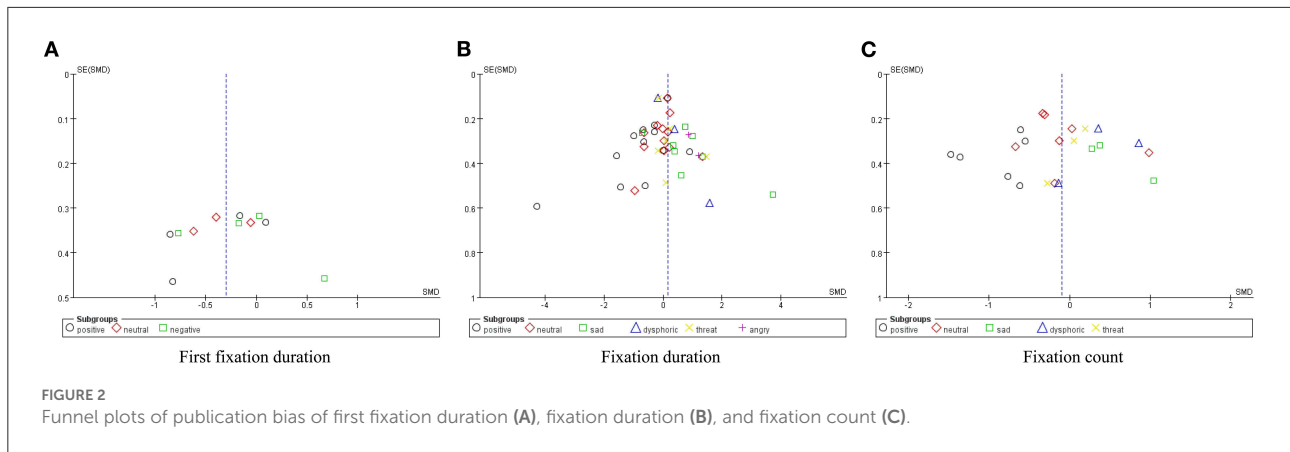 A
B
C
SE(SMD)
0
0.1
0.2
0.3
0.4
0.5
-1
-0.5
0
0.5
1
SMD
Subgroups
positive neutral negative
First fixation duration
SE(SMD)
0
0.2
0.4
0.6
0.8
1
-4
-2
0
2
4
SMD
Subgroups
positive neutral sad dysphoric threat angry
Fixation duration
SE(SMD)
0
0.2
0.4
0.6
0.8
1
-2
-1
0
1
2
SMD
Subgroups
positive neutral sad dysphoric threat
Fixation count
FIGURE 2
Funnel plots of publication bias of first fixation duration (A), fixation duration (B), and fixation count (C).